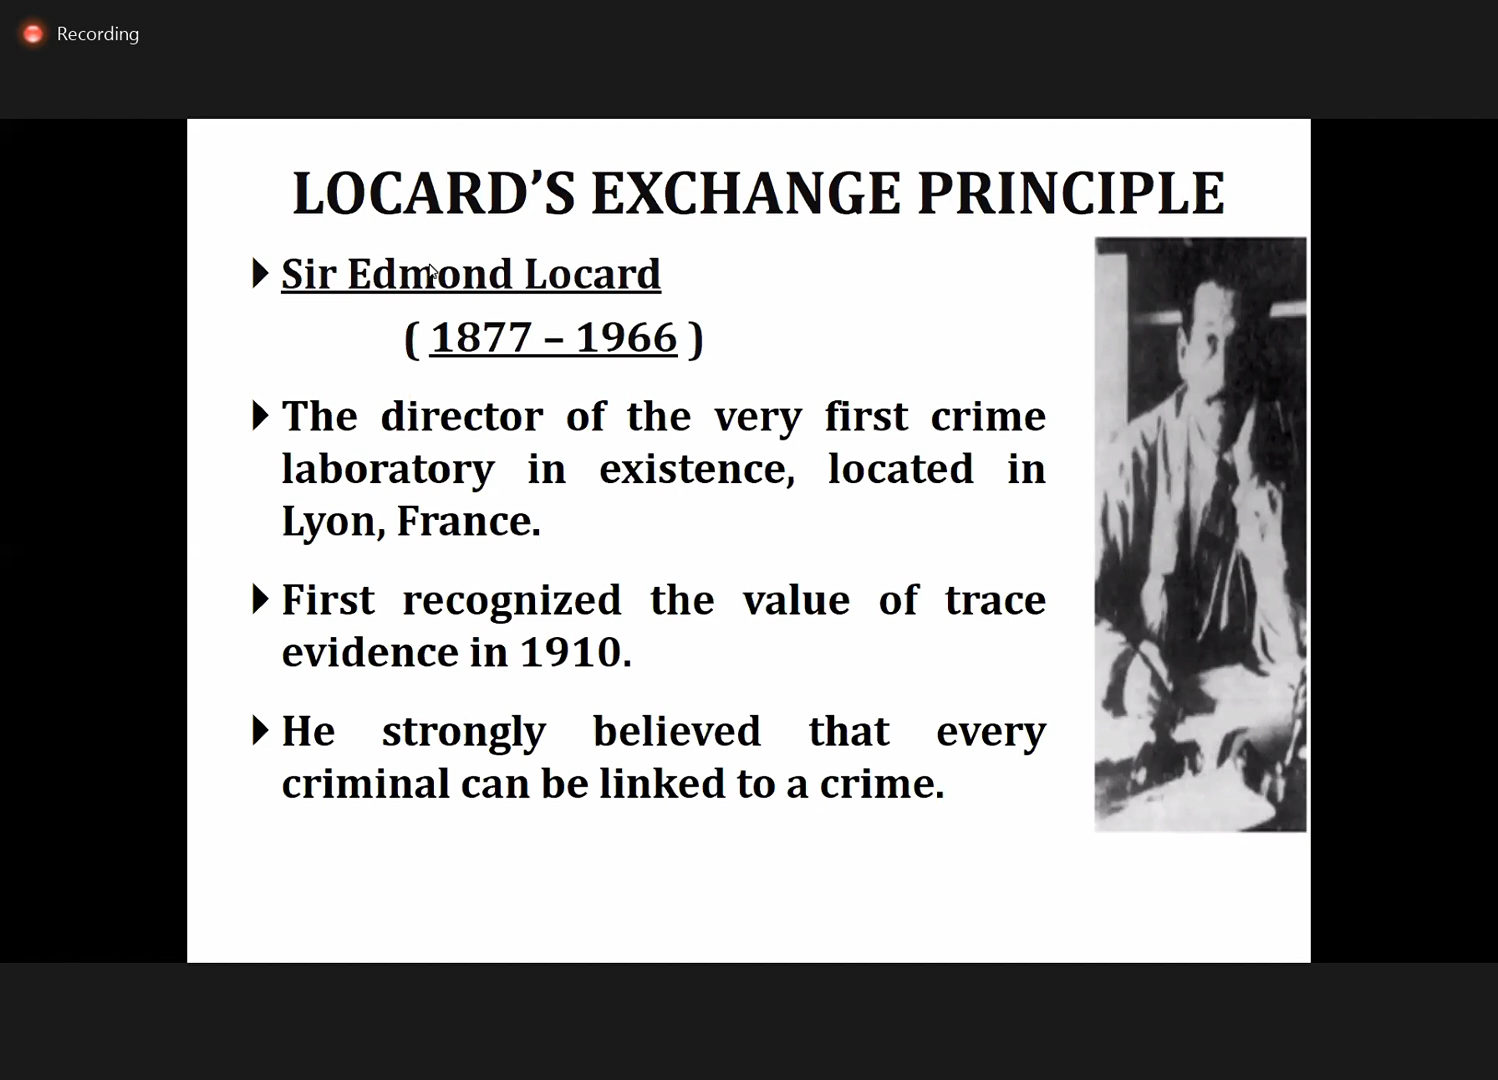 Recording
LOCARD’S EXCHANGE PRINCIPLE
Sir Edmond Locard
( 1877 – 1966 )
The director of the very first crime
laboratory in existence, located in
Lyon, France.
First recognized the value of trace
evidence in 1910.
He strongly believed that every
criminal can be linked to a crime.